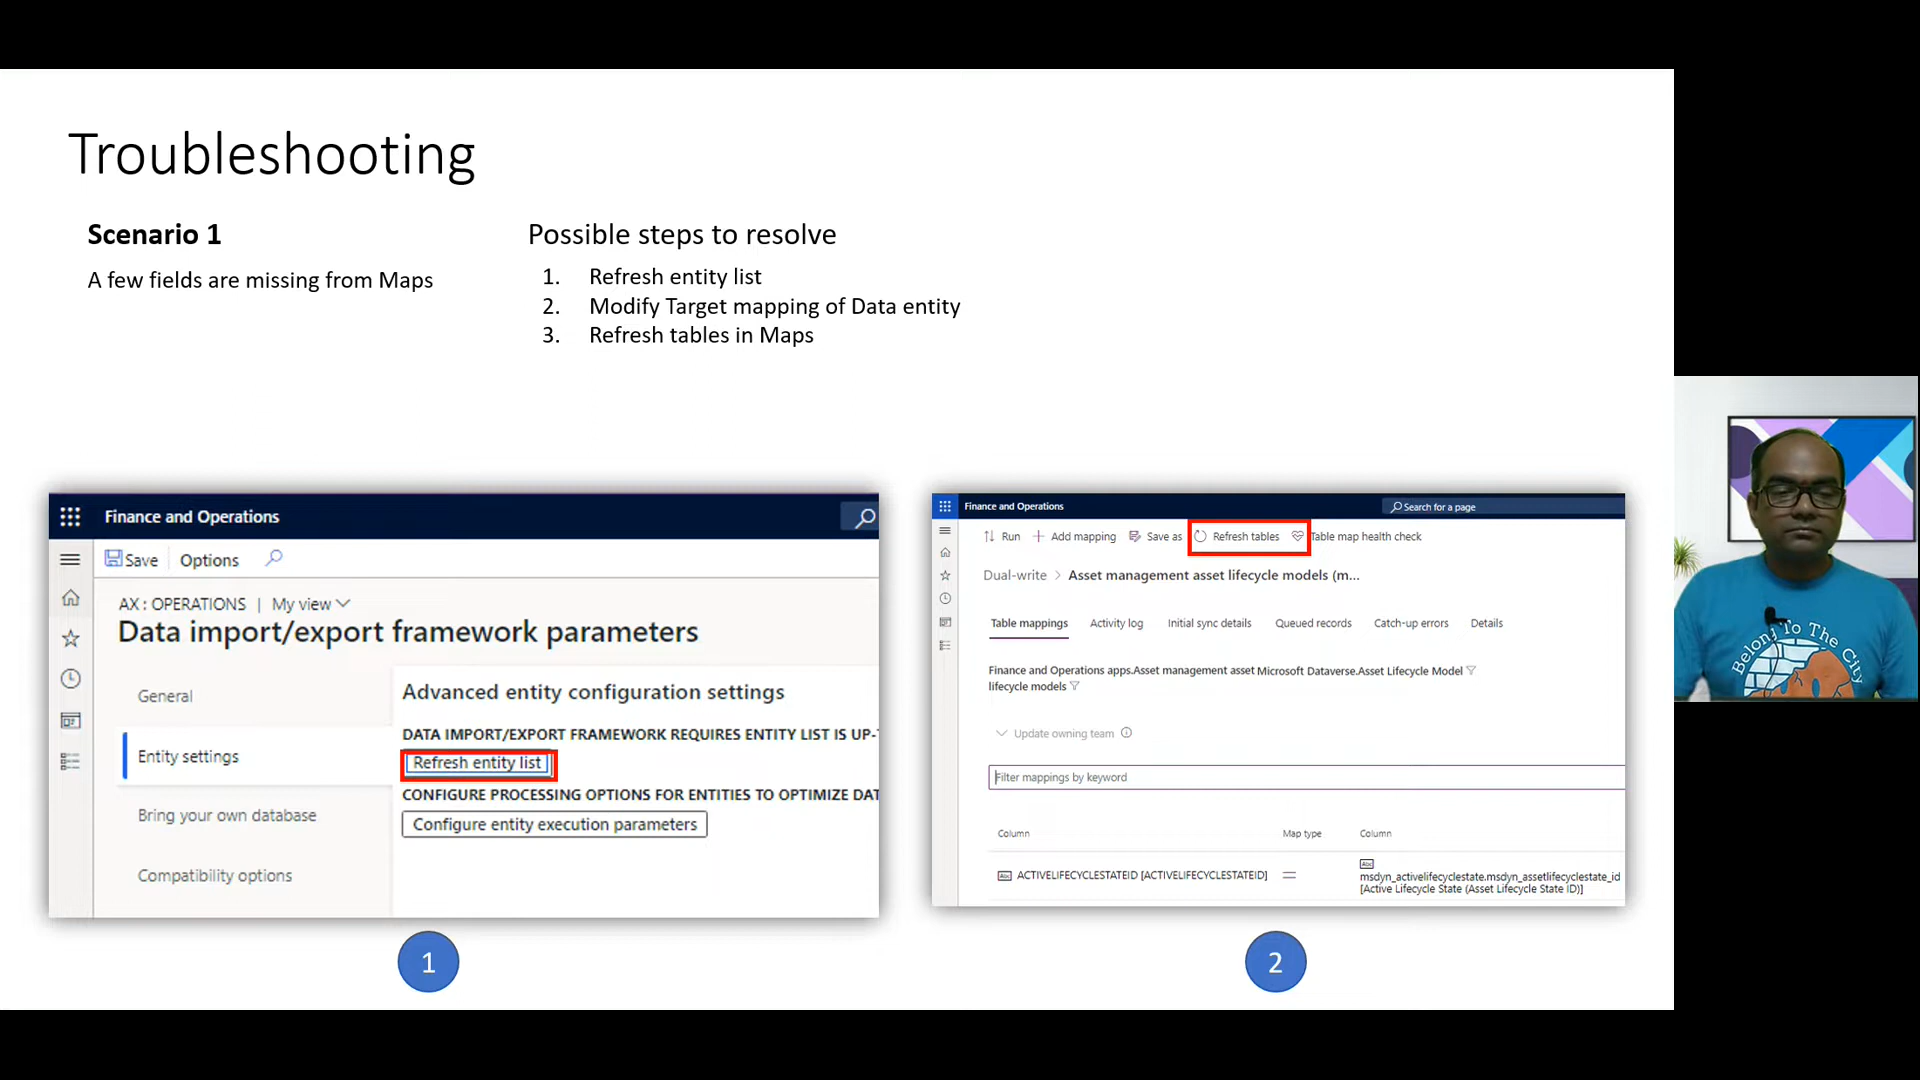 Troubleshooting
Scenario 1
A few fields are missing from Maps
Possible steps to resolve
1. Refresh entity list
2. Modify Target mapping of Data entity
3. Refresh tables in Maps
Finance and Operations
Save Options
AX : OPERATIONS | My view
Data import/export framework parameters
General
Entity settings
Bring your own database
Compatibility options
Advanced entity configuration settings
DATA IMPORT/EXPORT FRAMEWORK REQUIRES ENTITY LIST IS UP-
Refresh entity list
CONFIGURE PROCESSING OPTIONS FOR ENTITIES TO OPTIMIZE DAT
Configure entity execution parameters
1
Finance and Operations
Search for a page
Run Add mapping Save as Refresh tables Table map health check
Dual-write > Asset management asset lifecycle models (m...
Table mappings Activity log Initial sync details Queued records Catch-up errors Details
Finance and Operations apps.Asset management asset lifecycle models
Microsoft Dataverse.Asset Lifecycle Model
Update owning team
Filter mappings by keyword
Column Map type Column
Abc ACTIVELIFECYCLESTATEID [ACTIVELIFECYCLESTATEID]
Abc
msdyn_activelifecyclestate.msdyn_assetlifecyclestate_id
[Active Lifecycle State (Asset Lifecycle State ID)]
2
Belong To The City